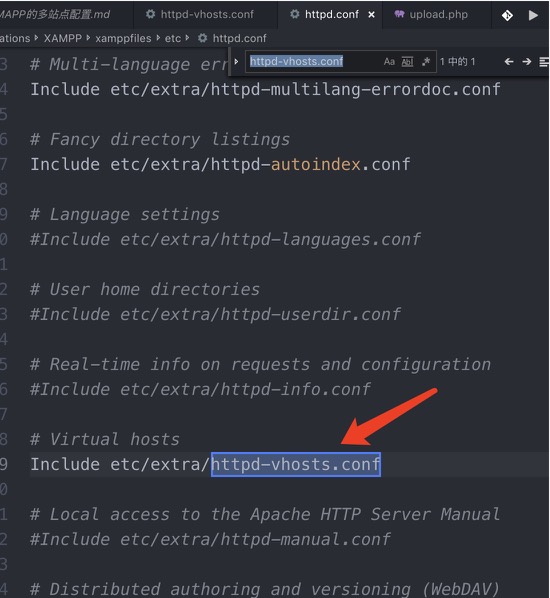 MAPP的多站点配置.md httpd-vhosts.conf httpd.conf × upload.php
ations > XAMPP > xamppfiles > etc > httpd.conf
httpd-vhosts.conf Aa Abl .* 1 中的 1
3 # Multi-language err
4 Include etc/extra/httpd-multilang-errordoc.conf
5
6 # Fancy directory listings
7 Include etc/extra/httpd-autoindex.conf
8
9 # Language settings
0 #Include etc/extra/httpd-languages.conf
1
2 # User home directories
3 #Include etc/extra/httpd-userdir.conf
4
5 # Real-time info on requests and configuration
6 #Include etc/extra/httpd-info.conf
7
8 # Virtual hosts
9 Include etc/extra/httpd-vhosts.conf
0
1 # Local access to the Apache HTTP Server Manual
2 #Include etc/extra/httpd-manual.conf
3
4 # Distributed authoring and versioning (WebDAV)